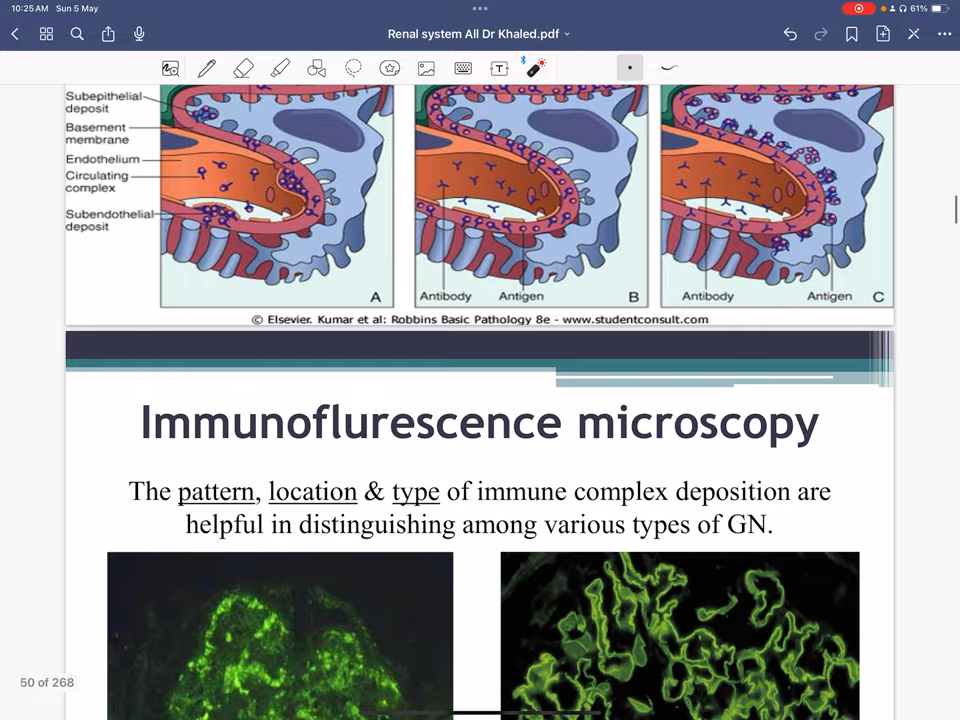 10:25 AM Sun 5 May
61%
Renal system All Dr Khaled.pdf
Subepithelial
deposit
Basement
membrane
Endothelium
Circulating
complex
Subendothelial
deposit
A
Antibody Antigen B
Antibody Antigen C
© Elsevier. Kumar et al: Robbins Basic Pathology 8e - www.studentconsult.com
Immunoflurescence microscopy
The pattern, location & type of immune complex deposition are
helpful in distinguishing among various types of GN.
50 of 268